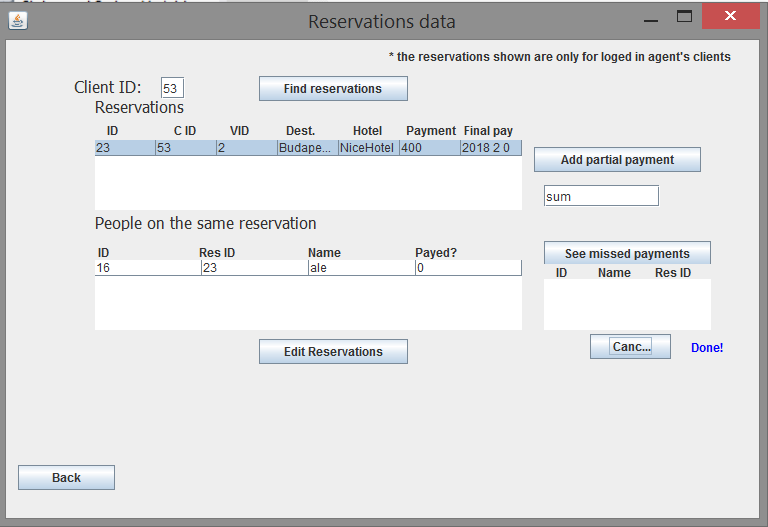 Reservations data
* the reservations shown are only for loged in agent's clients
Client ID: 53 Find reservations
Reservations
ID C ID VID Dest. Hotel Payment Final pay
23 53 2 Budape... NiceHotel 400 2018 2 0
Add partial payment
sum
People on the same reservation
ID Res ID Name Payed?
16 23 ale 0
See missed payments
ID Name Res ID
Edit Reservations
Canc... Done!
Back